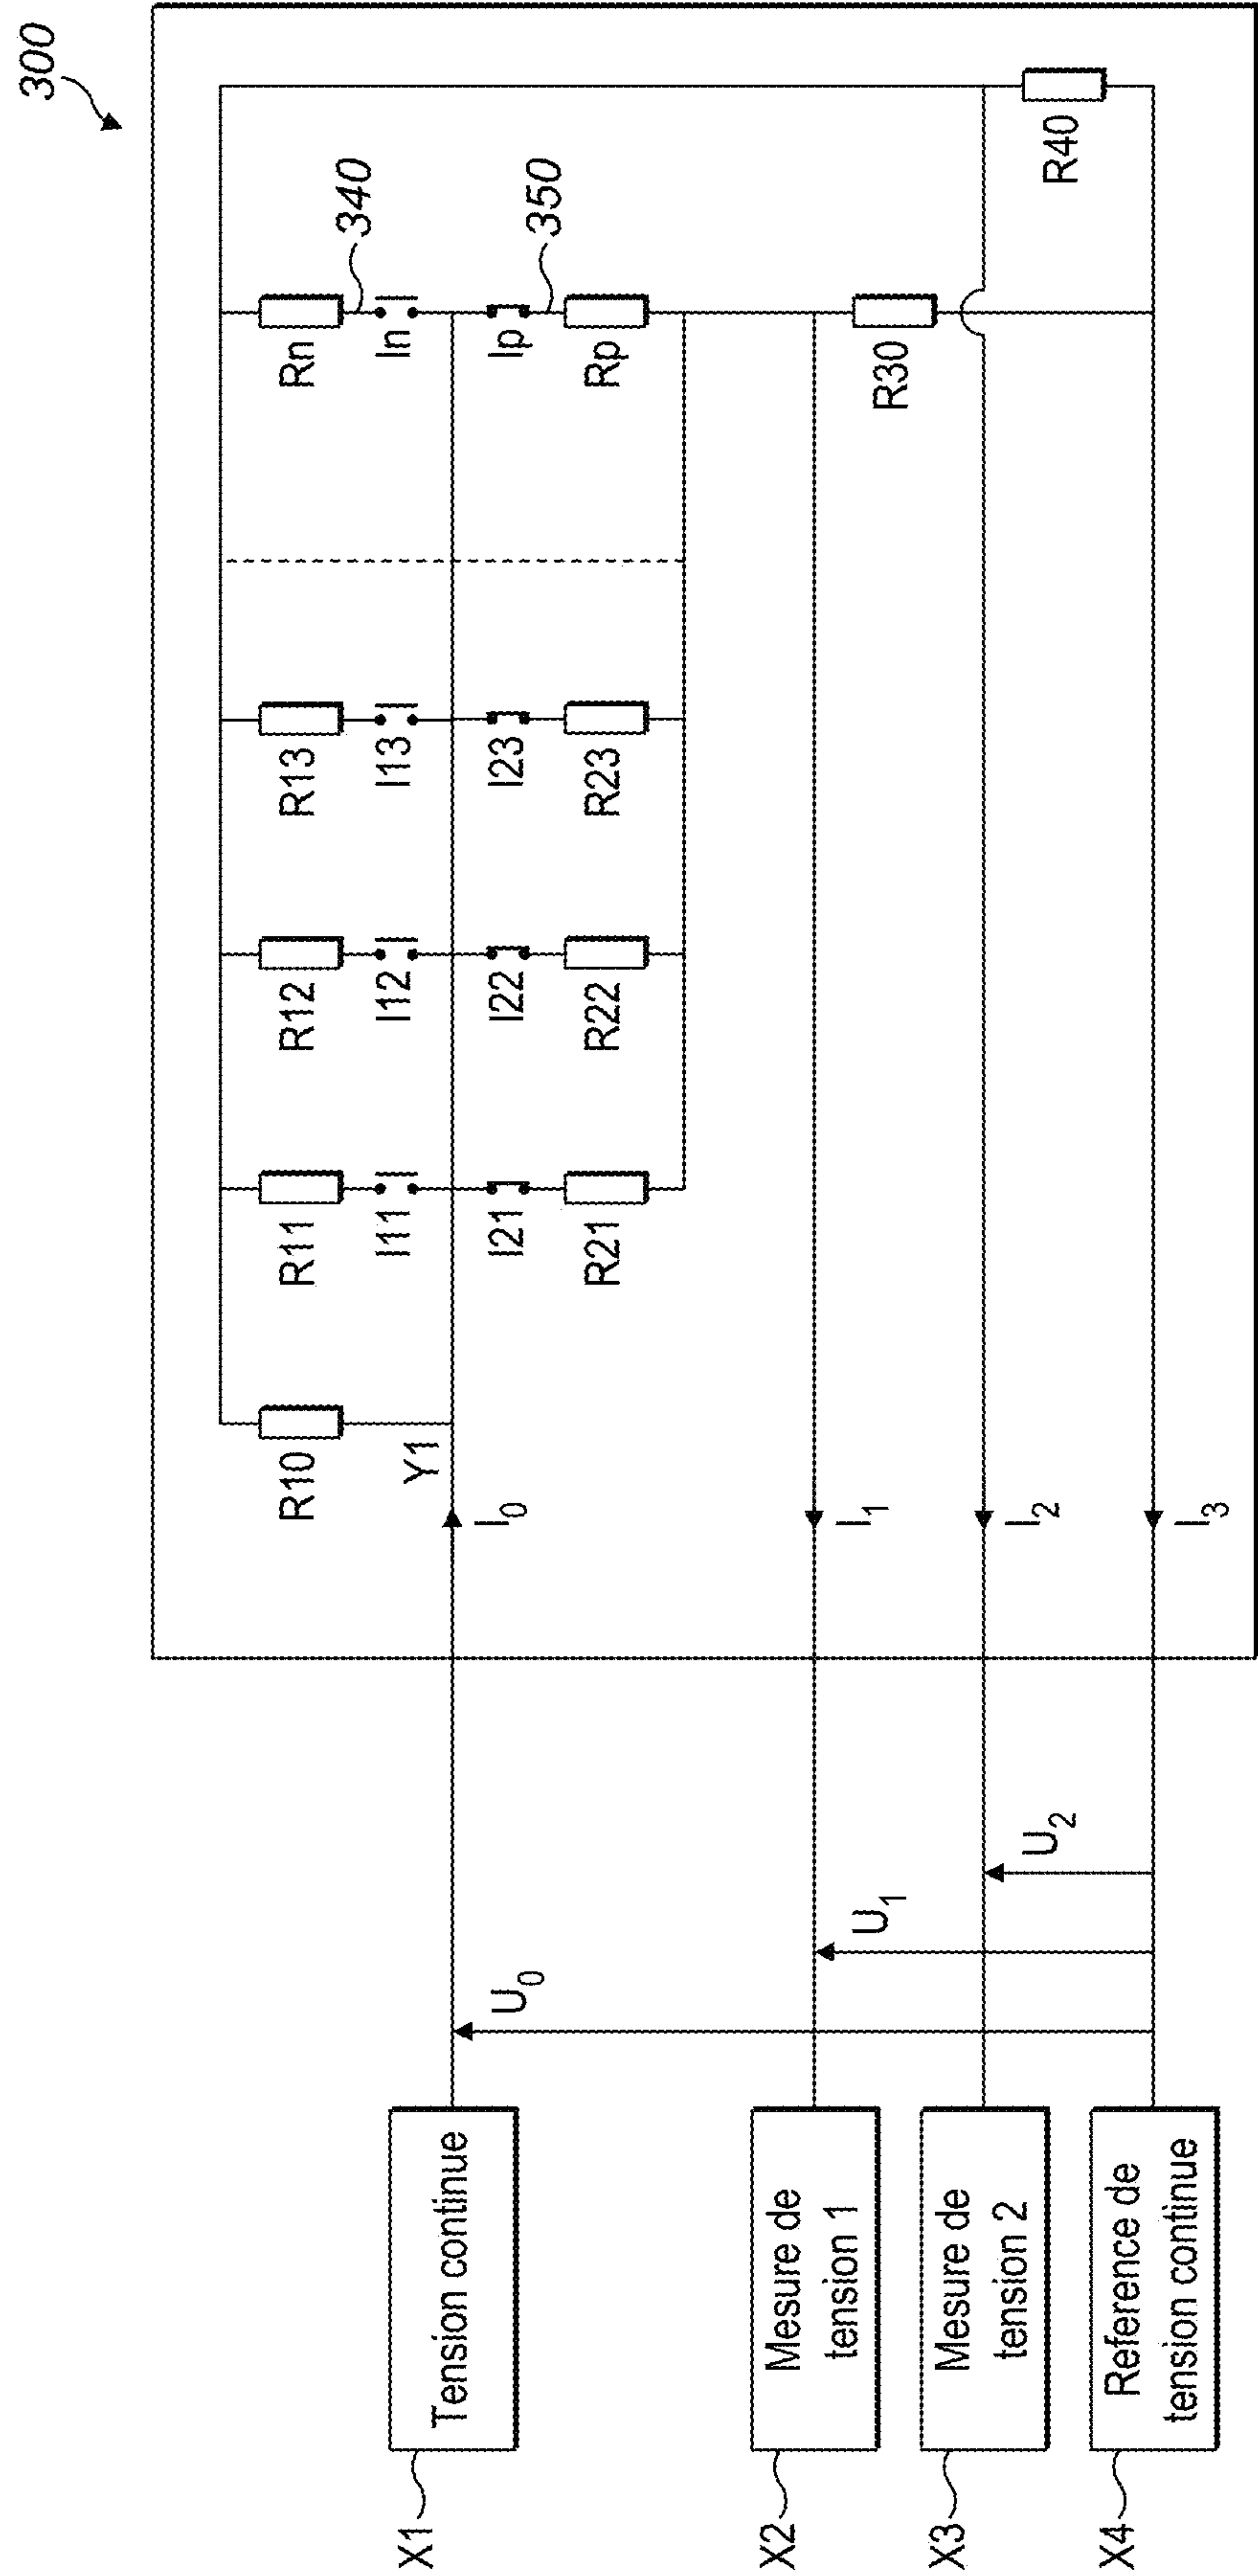 300
R10
R11
R12
R13
Rn
340
I11
I12
I13
In
Y1
I21
I22
I23
Ip
350
R21
R22
R23
Rp
R30
R40
I0
I1
I2
I3
U0
U1
U2
X1
Tension continue
X2
Mesure de
tension 1
X3
Mesure de
tension 2
X4
Reference de
tension continue